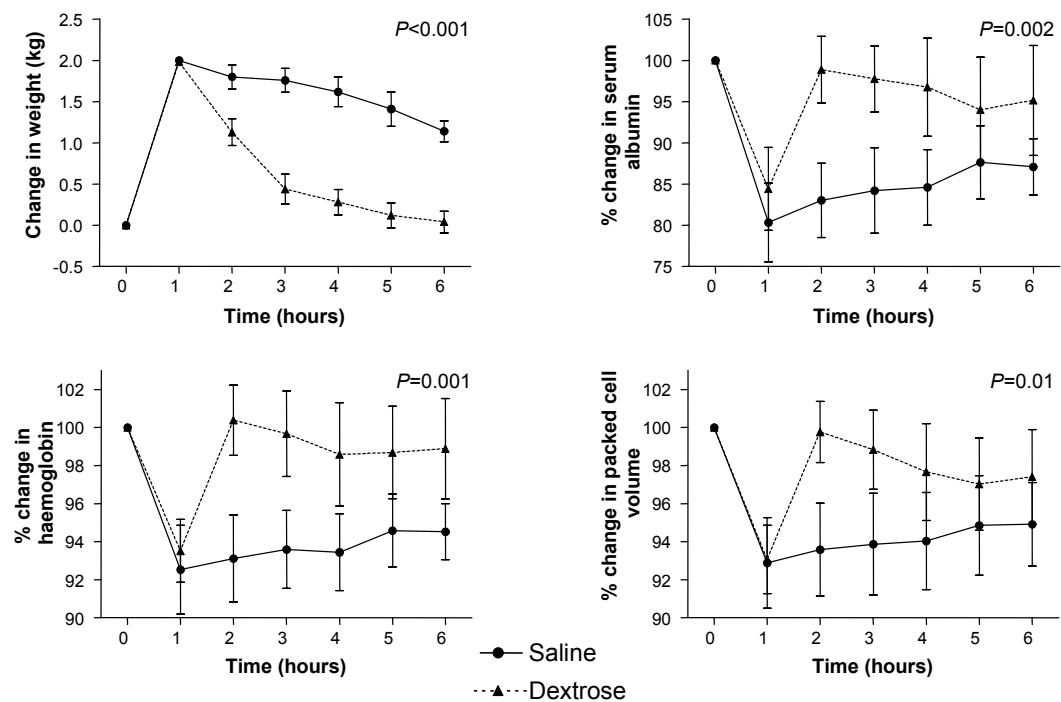 P<0.001
Change in weight (kg)
2.5
2.0
1.5
1.0
0.5
0.0
-0.5
0 1 2 3 4 5 6
Time (hours)
P=0.002
% change in serum
albumin
105
100
95
90
85
80
75
0 1 2 3 4 5 6
Time (hours)
P=0.001
% change in
haemoglobin
102
100
98
96
94
92
90
0 1 2 3 4 5 6
Time (hours)
P=0.01
% change in packed cell
volume
102
100
98
96
94
92
90
0 1 2 3 4 5 6
Time (hours)
Saline
Dextrose